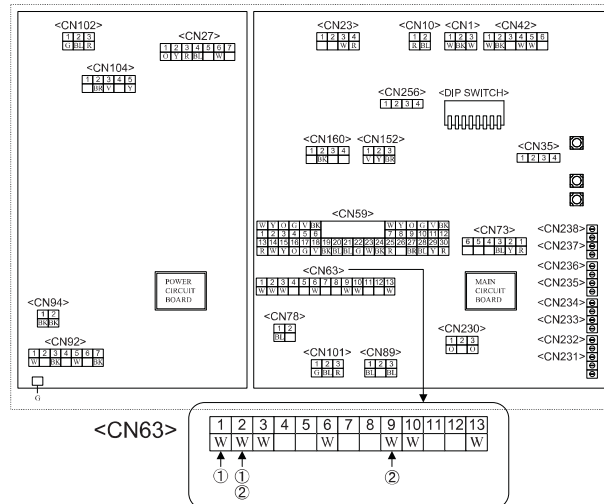 <CN102>
1 2 3
G BL R
<CN27>
1 2 3 4 5 6 7
O Y R BL W
<CN104>
1 2 3 4 5
BR V Y
<CN23>
1 2 3 4
W R
<CN10>
1 2
R BL
<CN1>
1 2 3
W BK W
<CN42>
1 2 3 4 5 6
W BK W W W
<CN256>
1 2 3 4
<DIP SWITCH>
<CN160>
1 2 3 4
BK
<CN152>
1 2 3
V Y BR
<CN35>
1 2 3 4
<CN59>
W Y O G V BK W Y O G V BK
1 2 3 4 5 6 7 8 9 10 11 12
13 14 15 16 17 18 19 20 21 22 23 24 25 26 27 28 29 30
R W Y O G V BK BL BL G W BK R BR BL Y R
<CN73>
6 5 4 3 2 1
BL Y R
<CN238>
<CN237>
<CN236>
<CN235>
<CN234>
<CN233>
<CN232>
<CN231>
<CN63>
1 2 3 4 5 6 7 8 9 10 11 12 13
W W W W W W W
POWER
CIRCUIT
BOARD
MAIN
CIRCUIT
BOARD
<CN94>
1 2
BK BK
<CN92>
1 2 3 4 5 6 7
W BK W BK
G
<CN78>
1 2
BL
<CN101>
1 2 3
G BL R
<CN89>
1 2 3
BL BL
<CN230>
1 2 3
O O
<CN63>
1 2 3 4 5 6 7 8 9 10 11 12 13
W W W W W W W
① ① ②
②